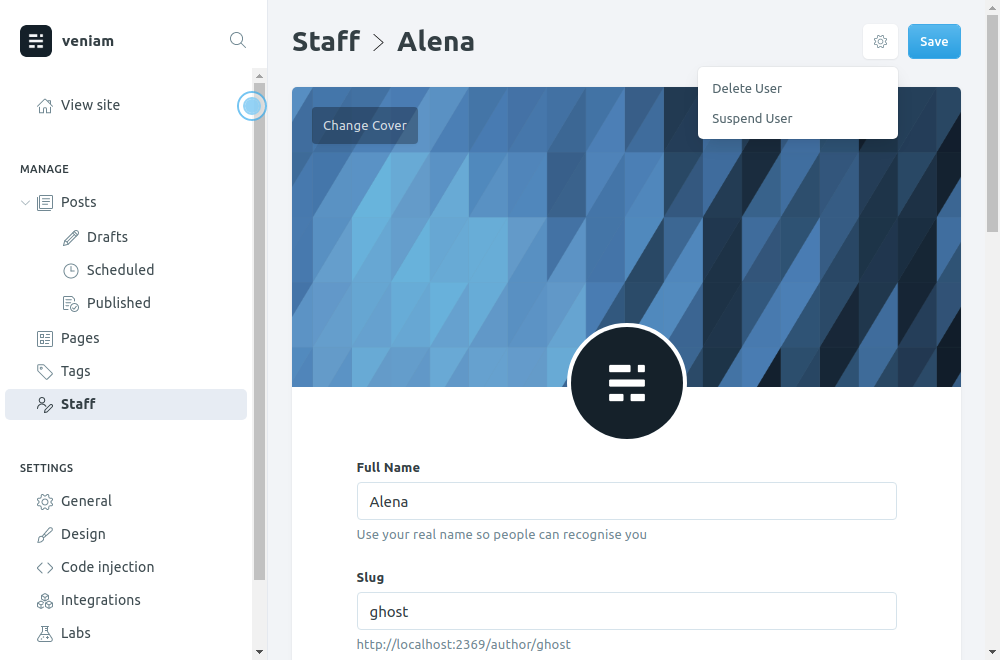 veniam
View site
MANAGE
Posts
Drafts
Scheduled
Published
Pages
Tags
Staff
SETTINGS
General
Design
Code injection
Integrations
Labs
Staff > Alena
Save
Delete User
Suspend User
Change Cover
Full Name
Alena
Use your real name so people can recognise you
Slug
ghost
http://localhost:2369/author/ghost